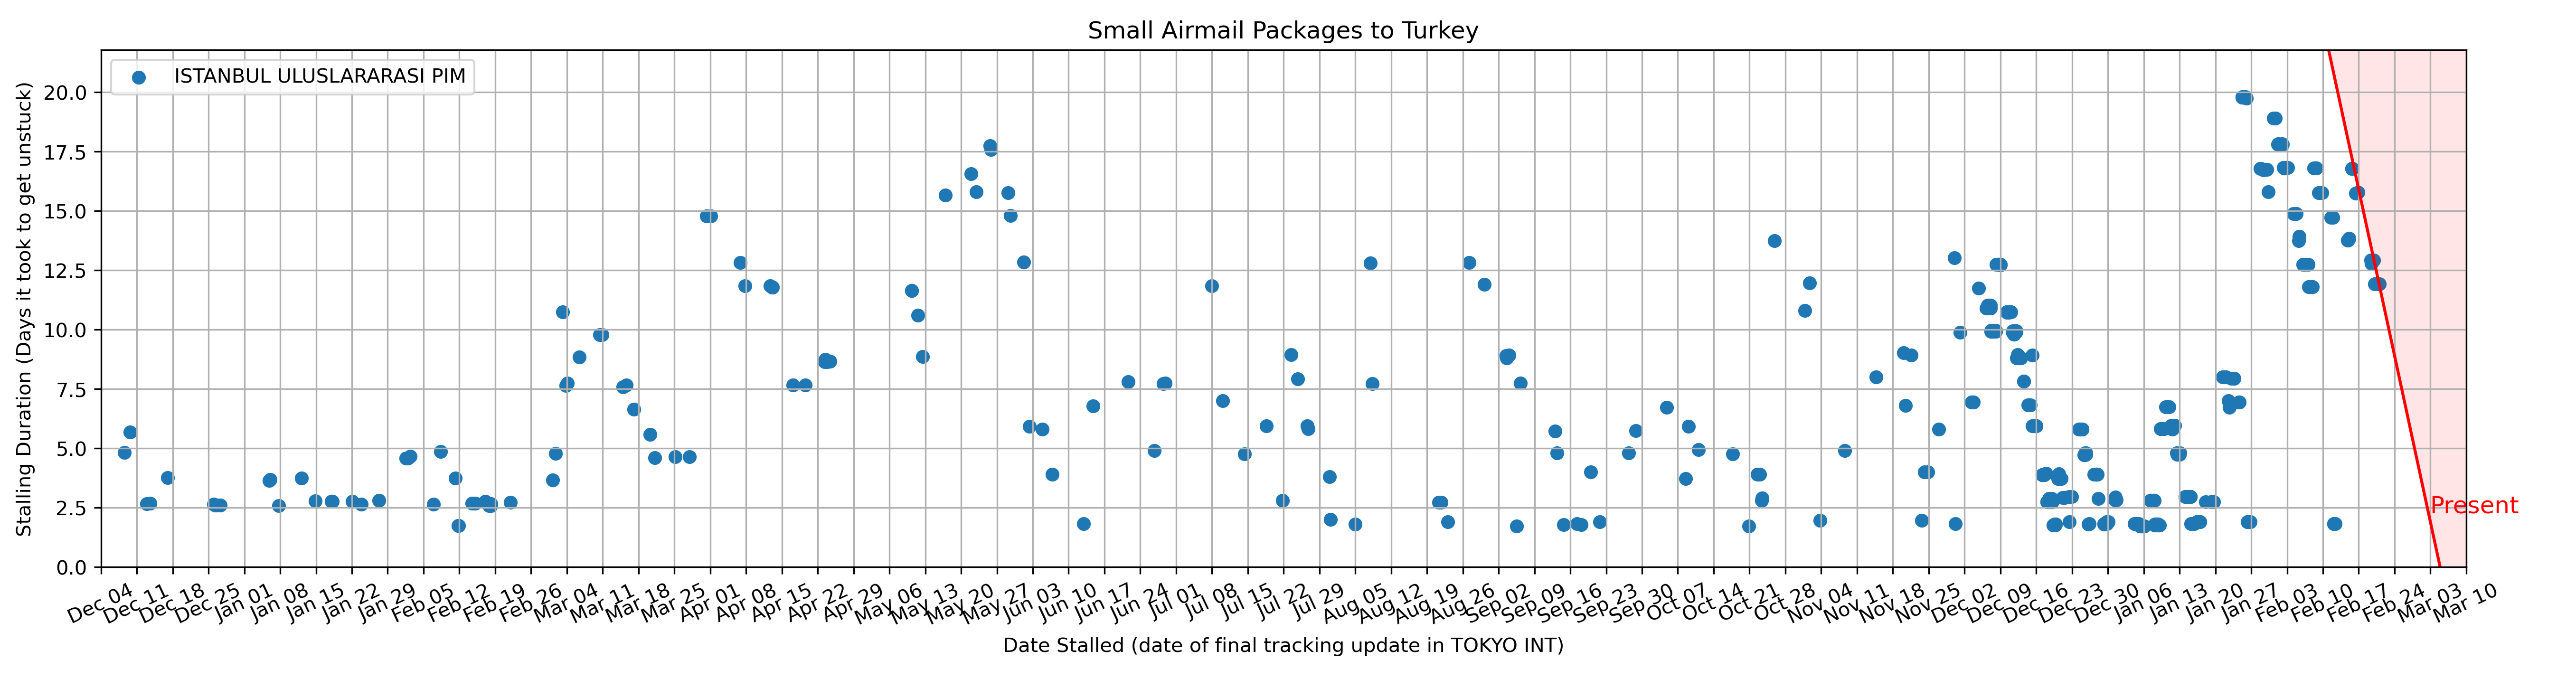 Small Airmail Packages to Turkey
ISTANBUL ULUSLARARASI PIM
Stalling Duration (Days it took to get unstuck)
20.0
17.5
15.0
12.5
10.0
7.5
5.0
2.5
0.0
Present
Dec 04 Dec 11 Dec 18 Dec 25 Jan 01 Jan 08 Jan 15 Jan 22 Jan 29 Feb 05 Feb 12 Feb 19 Feb 26 Mar 04 Mar 11 Mar 18 Mar 25 Apr 01 Apr 08 Apr 15 Apr 22 Apr 29 May 06 May 13 May 20 May 27 Jun 03 Jun 10 Jun 17 Jun 24 Jul 01 Jul 08 Jul 15 Jul 22 Jul 29 Aug 05 Aug 12 Aug 19 Aug 26 Sep 02 Sep 09 Sep 16 Sep 23 Sep 30 Oct 07 Oct 14 Oct 21 Oct 28 Nov 04 Nov 11 Nov 18 Nov 25 Dec 02 Dec 09 Dec 16 Dec 23 Dec 30 Jan 06 Jan 13 Jan 20 Jan 27 Feb 03 Feb 10 Feb 17 Feb 24 Mar 03 Mar 10
Date Stalled (date of final tracking update in TOKYO INT)